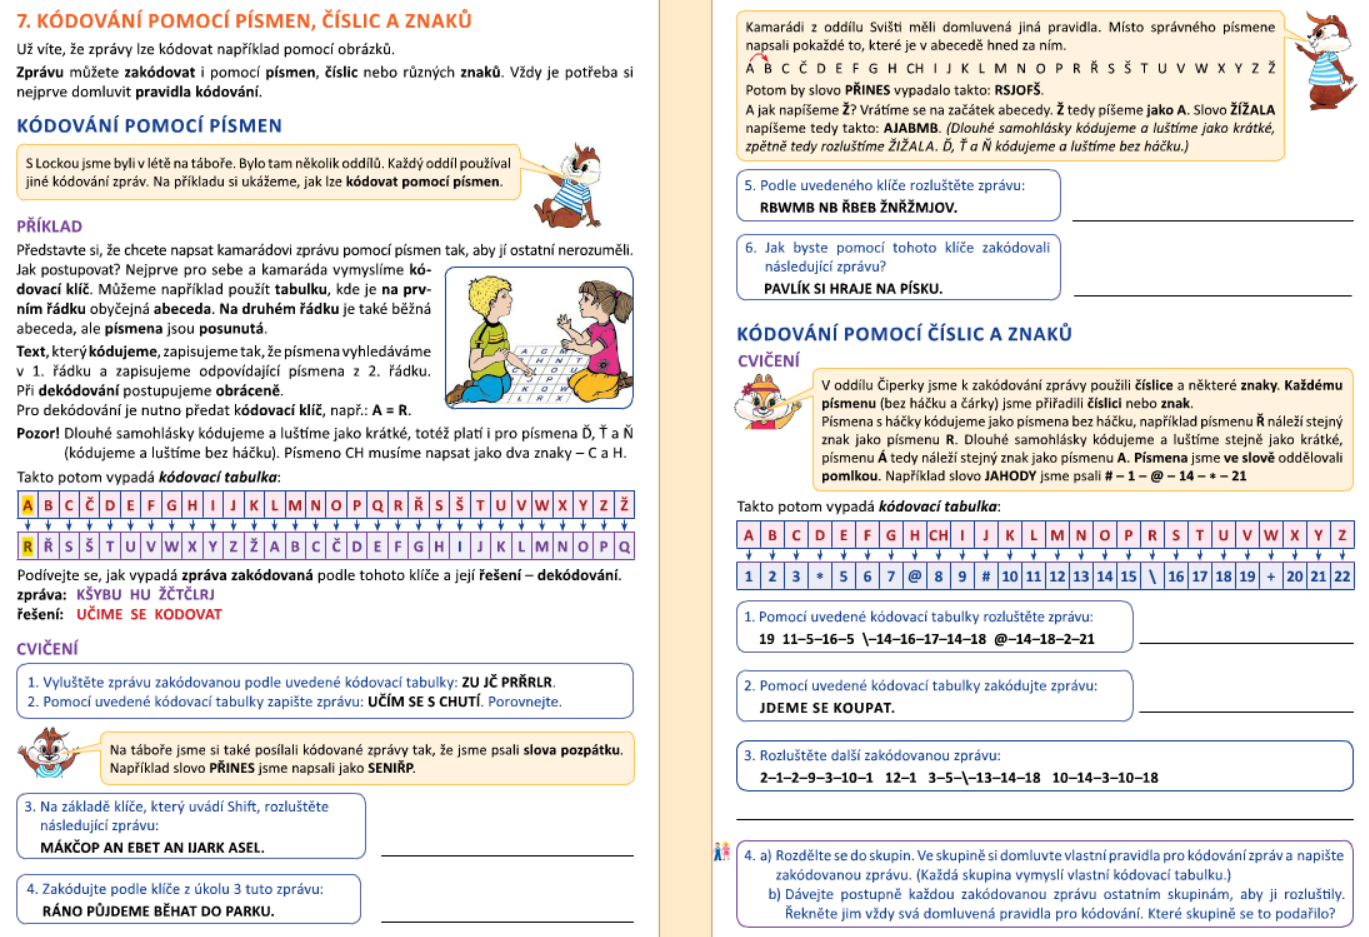 7. KÓDOVÁNÍ POMOCÍ PÍSMEN, ČÍSLIC A ZNAKŮ
Už víte, že zprávy lze kódovat například pomocí obrázků.
Zprávu můžete zakódovat i pomocí písmen, číslic nebo různých znaků. Vždy je potřeba si
nejprve domluvit pravidla kódování.
KÓDOVÁNÍ POMOCÍ PÍSMEN
S Lockou jsme byli v létě na táboře. Bylo tam několik oddílů. Každý oddíl používal
jiné kódování zpráv. Na příkladu si ukážeme, jak lze kódovat pomocí písmen.
PŘÍKLAD
Představte si, že chcete napsat kamarádovi zprávu pomocí písmen tak, aby jí ostatní nerozuměli.
Jak postupovat? Nejprve pro sebe a kamaráda vymyslíme kó-
dovací klíč. Můžeme například použít tabulku, kde je na prv-
ním řádku obyčejná abeceda. Na druhém řádku je také běžná
abeceda, ale písmena jsou posunutá.
Text, který kódujeme, zapisujeme tak, že písmena vyhledáváme
v 1. řádku a zapisujeme odpovídající písmena z 2. řádku.
Při dekódování postupujeme obráceně.
Pro dekódování je nutno předat kódovací klíč, např.: A = R.
Pozor! Dlouhé samohlásky kódujeme a luštíme jako krátké, totéž platí i pro písmena Ď, Ť a Ň
(kódujeme a luštíme bez háčku). Písmeno CH musíme napsat jako dva znaky – C a H.
Takto potom vypadá kódovací tabulka:
A B C Č D E F G H I J K L M N O P Q R Ř S Š T U V W X Y Z Ž
R Ř S Š T U V W X Y Z Ž A B C Č D E F G H I J K L M N O P Q
Podívejte se, jak vypadá zpráva zakódovaná podle tohoto klíče a její řešení – dekódování.
zpráva: KŠYBU HU ŽČTČLRJ
řešení: UČIME SE KODOVAT
CVIČENÍ
1. Vyluštěte zprávu zakódovanou podle uvedené kódovací tabulky: ZU JČ PRŘRLR.
2. Pomocí uvedené kódovací tabulky zapište zprávu: UČÍM SE S CHUTÍ. Porovnejte.
Na táboře jsme si také posílali kódované zprávy tak, že jsme psali slova pozpátku.
Například slovo PŘINES jsme napsali jako SENIŘP.
3. Na základě klíče, který uvádí Shift, rozluštěte
následující zprávu:
MÁKČOP AN EBET AN IJARK ASEL.
4. Zakódujte podle klíče z úkolu 3 tuto zprávu:
RÁNO PŮJDEME BĚHAT DO PARKU.
Kamarádi z oddílu Svišti měli domluvená jiná pravidla. Místo správného písmene
napsali pokaždé to, které je v abecedě hned za ním.
A B C Č D E F G H CH I J K L M N O P R Ř S Š T U V W X Y Z Ž
Potom by slovo PŘINES vypadalo takto: RSJOFŠ.
A jak napíšeme Ž? Vrátíme se na začátek abecedy. Ž tedy píšeme jako A. Slovo ŽÍŽALA
napíšeme tedy takto: AJABMB. (Dlouhé samohlásky kódujeme a luštíme jako krátké,
zpětně tedy rozluštíme ŽIŽALA. Ď, Ť a Ň kódujeme a luštíme bez háčku.)
5. Podle uvedeného klíče rozluštěte zprávu:
RBWMB NB ŘBEB ŽNŘŽMJOV.
6. Jak byste pomocí tohoto klíče zakódovali
následující zprávu?
PAVLÍK SI HRAJE NA PÍSKU.
KÓDOVÁNÍ POMOCÍ ČÍSLIC A ZNAKŮ
CVIČENÍ
V oddílu Čiperky jsme k zakódování zprávy použili číslice a některé znaky. Každému
písmenu (bez háčku a čárky) jsme přiřadili číslici nebo znak.
Písmena s háčky kódujeme jako písmena bez háčku, například písmenu Ř náleží stejný
znak jako písmenu R. Dlouhé samohlásky kódujeme a luštíme stejně jako krátké,
písmenu Á tedy náleží stejný znak jako písmenu A. Písmena jsme ve slově oddělovali
pomlkou. Například slovo JAHODY jsme psali # – 1 – @ – 14 – * – 21
Takto potom vypadá kódovací tabulka:
A B C D E F G H CH I J K L M N O P R S T U V W X Y Z
1 2 3 * 5 6 7 @ 8 9 # 10 11 12 13 14 15 \ 16 17 18 19 + 20 21 22
1. Pomocí uvedené kódovací tabulky rozluštěte zprávu:
19 11–5–16–5 \–14–16–17–14–18 @–14–18–2–21
2. Pomocí uvedené kódovací tabulky zakódujte zprávu:
JDEME SE KOUPAT.
3. Rozluštěte další zakódovanou zprávu:
2–1–2–9–3–10–1 12–1 3–5–\–13–14–18 10–14–3–10–18
4. a) Rozdělte se do skupin. Ve skupině si domluvte vlastní pravidla pro kódování zpráv a napište
zakódovanou zprávu. (Každá skupina vymyslí vlastní kódovací tabulku.)
b) Dávejte postupně každou zakódovanou zprávu ostatním skupinám, aby ji rozluštily.
Řekněte jim vždy svá domluvená pravidla pro kódování. Které skupině se to podařilo?